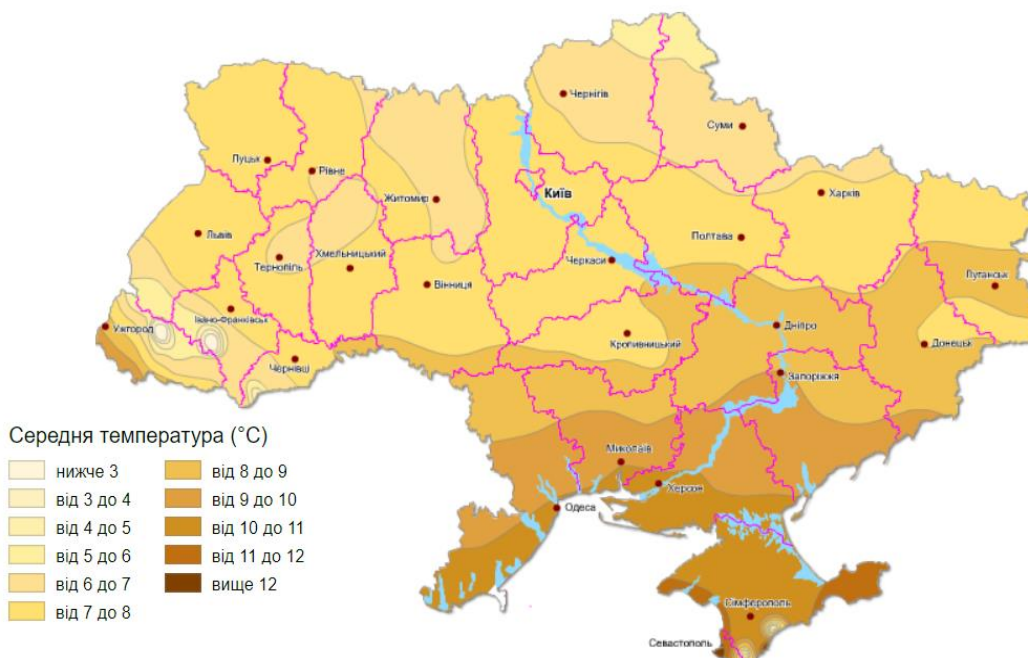 Чернігів
Суми
Луцьк
Рівне
Київ
Харків
Житомир
Львів
Полтава
Тернопіль
Хмельницький
Черкаси
Вінниця
Луганськ
Ужгород
Івано-Франківськ
Дніпро
Кропивницький
Донецьк
Чернівці
Запоріжжя
Середня температура (°C)
нижче 3
від 3 до 4
від 4 до 5
від 5 до 6
від 6 до 7
від 7 до 8
від 8 до 9
від 9 до 10
від 10 до 11
від 11 до 12
вище 12
Миколаїв
Херсон
Одеса
Сімферополь
Севастополь